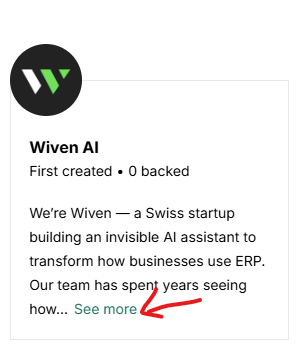 Wiven AI
First created • 0 backed
We’re Wiven — a Swiss startup
building an invisible AI assistant to
transform how businesses use ERP.
Our team has spent years seeing
how... See more